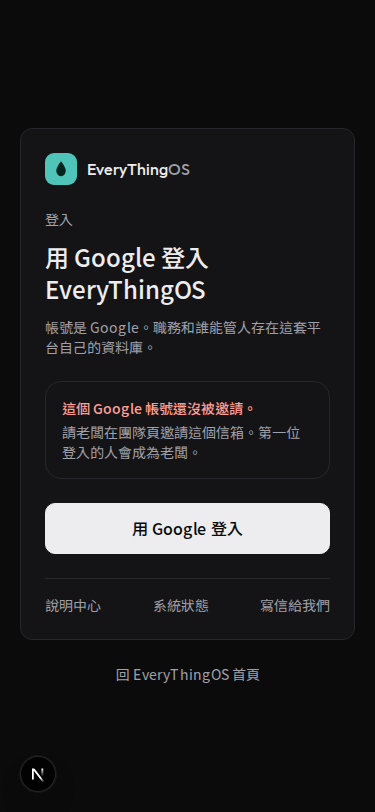 EveryThingOS
登入
用 Google 登入
EveryThingOS
帳號是 Google。職務和誰能管人存在這套平
台自己的資料庫。
這個 Google 帳號還沒被邀請。
請老闆在團隊頁邀請這個信箱。第一位
登入的人會成為老闆。
用 Google 登入
說明中心 系統狀態 寫信給我們
回 EveryThingOS 首頁
N